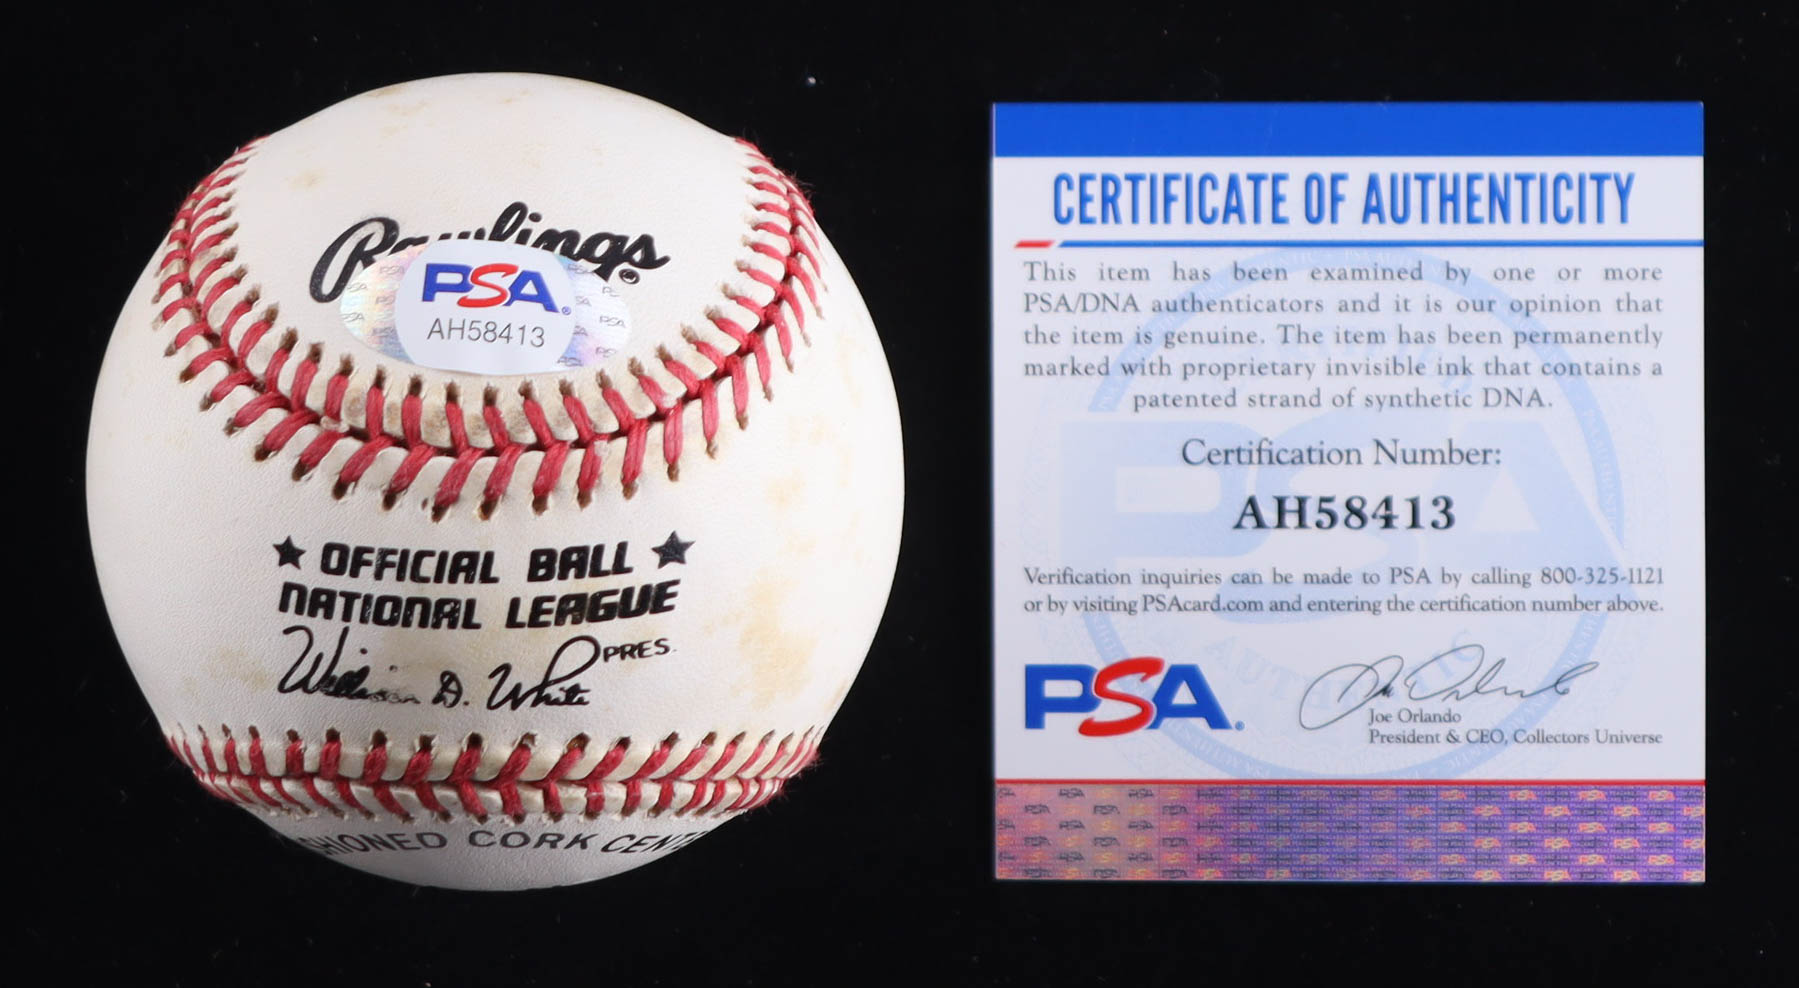 Rawlings
PSA
AH58413
★ OFFICIAL BALL ★
NATIONAL LEAGUE
William D. White PRES.
SHIONED CORK CENTE
CERTIFICATE OF AUTHENTICITY
This item has been examined by one or more
PSA/DNA authenticators and it is our opinion that
the item is genuine. The item has been permanently
marked with proprietary invisible ink that contains a
patented strand of synthetic DNA.
Certification Number:
AH58413
Verification inquiries can be made to PSA by calling 800-325-1121
or by visiting PSAcard.com and entering the certification number above.
PSA
Joe Orlando
Joe Orlando
President & CEO, Collectors Universe